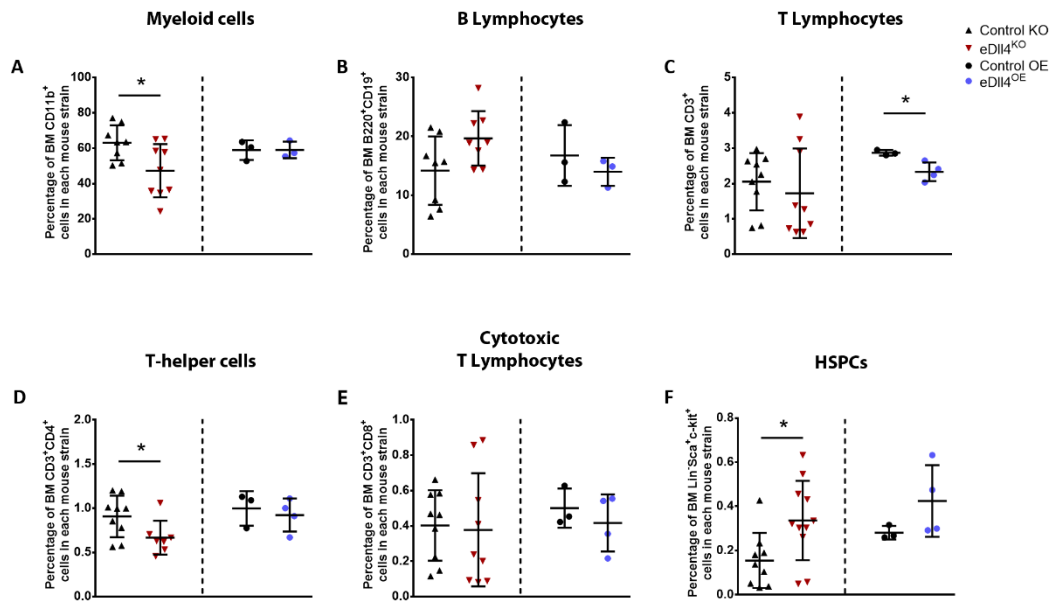 Myeloid cells
B Lymphocytes
T Lymphocytes
Control KO
eDll4KO
Control OE
eDll4OE
A
Percentage of BM CD11b+
cells in each mouse strain
100
80
60
40
20
0
*
B
Percentage of BM B220+CD19+
cells in each mouse strain
30
20
10
0
C
Percentage of BM CD3+
cells in each mouse strain
5
4
3
2
1
0
*
T-helper cells
Cytotoxic
T Lymphocytes
HSPCs
D
Percentage of BM CD3+CD4+
cells in each mouse strain
2.0
1.5
1.0
0.5
0.0
*
E
Percentage of BM CD3+CD8+
cells in each mouse strain
1.0
0.8
0.6
0.4
0.2
0.0
F
Percentage of BM Lin-Sca+c-kit+
cells in each mouse strain
0.8
0.6
0.4
0.2
0.0
*